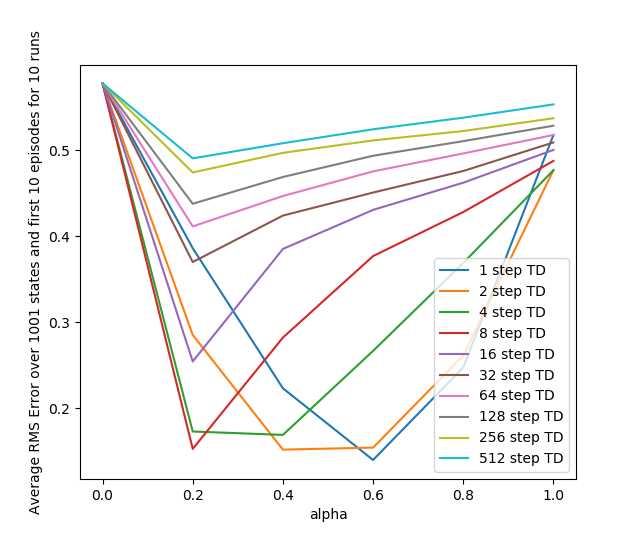 Average RMS Error over 1001 states and first 10 episodes for 10 runs
0.5
0.4
0.3
0.2
0.0 0.2 0.4 0.6 0.8 1.0
alpha
1 step TD
2 step TD
4 step TD
8 step TD
16 step TD
32 step TD
64 step TD
128 step TD
256 step TD
512 step TD